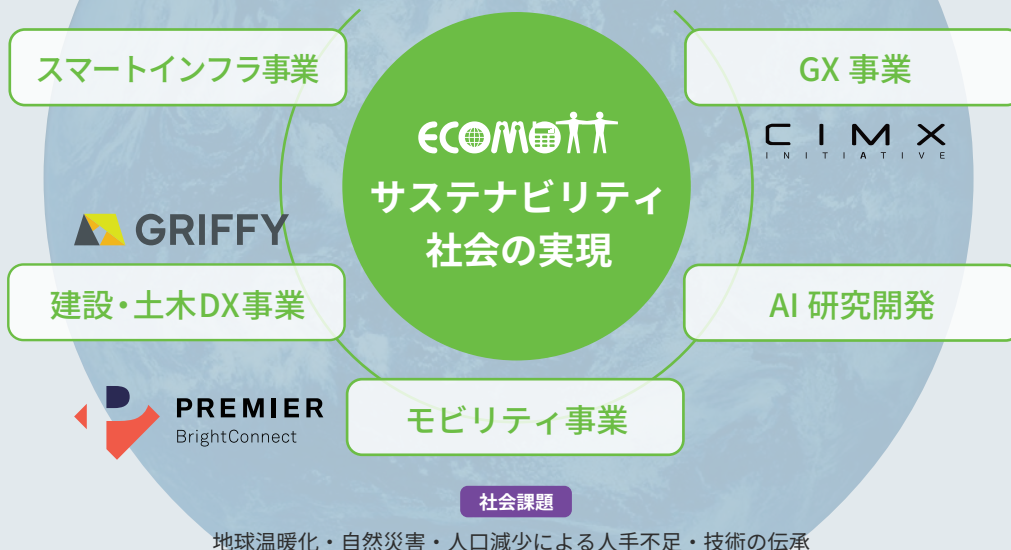 スマートインフラ事業
GX 事業
ECOMOTT
サステナビリティ
社会の実現
CIMX
INITIATIVE
GRIFFY
建設・土木DX事業
AI 研究開発
PREMIER
BrightConnect
モビリティ事業
社会課題
地球温暖化・自然災害・人口減少による人手不足・技術の伝承